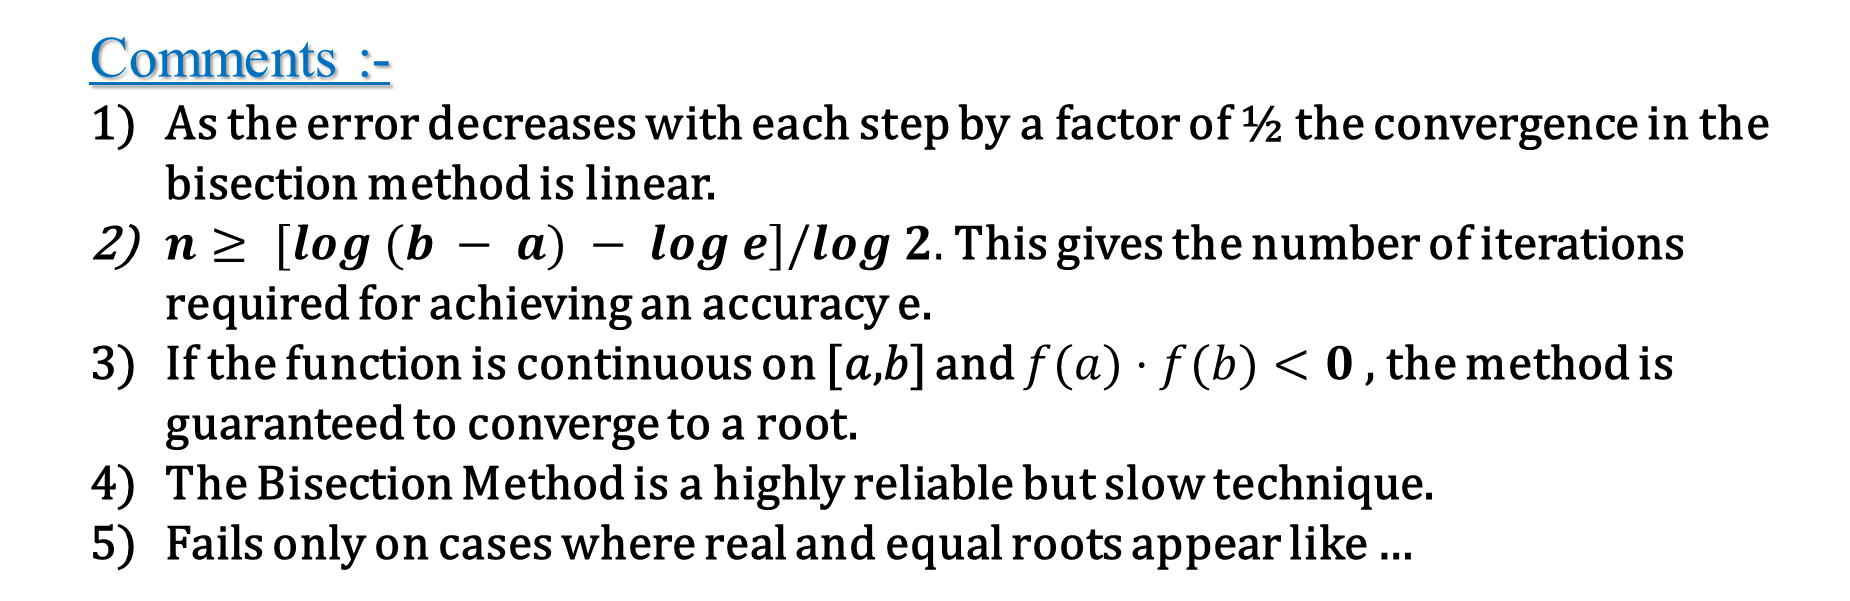 Comments :-
1) As the error decreases with each step by a factor of ½ the convergence in the
bisection method is linear.
2) n ≥ [log (b − a) − log e]/log 2. This gives the number of iterations
required for achieving an accuracy e.
3) If the function is continuous on [a,b] and f(a) · f(b) < 0 , the method is
guaranteed to converge to a root.
4) The Bisection Method is a highly reliable but slow technique.
5) Fails only on cases where real and equal roots appear like ...